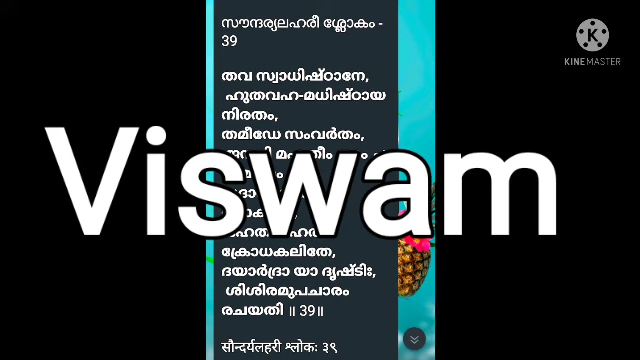 സൗന്ദര്യലഹരീ ശ്ലോകം -
39
KINEMASTER
തവ സ്വാധിഷ്ഠാനേ,
ഹുതവഹ-മധിഷ്ഠായ
നിരതം,
തമീഡേ സംവർതം,
Viswam
ക്രോധകലിതേ,
ദയാർദ്രാ യാ ദൃഷ്ടിഃ,
ശിശിരമുപചാരം
രചയതി ॥ 39॥
सौन्दर्यलहरी श्लोकः ३९